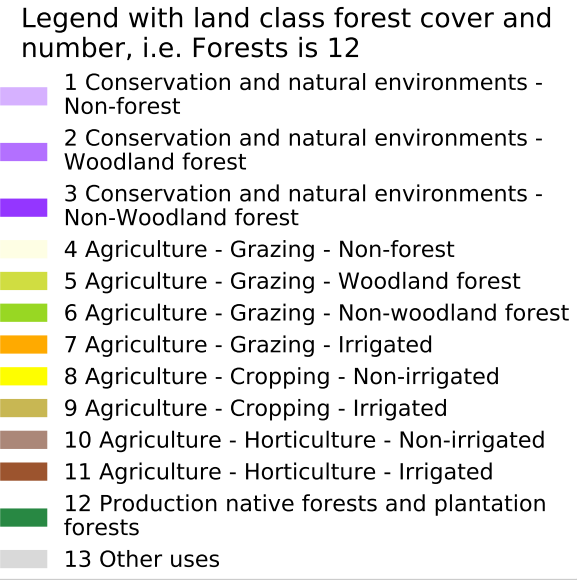 Legend with land class forest cover and
number, i.e. Forests is 12
1 Conservation and natural environments -
Non-forest
2 Conservation and natural environments -
Woodland forest
3 Conservation and natural environments -
Non-Woodland forest
4 Agriculture - Grazing - Non-forest
5 Agriculture - Grazing - Woodland forest
6 Agriculture - Grazing - Non-woodland forest
7 Agriculture - Grazing - Irrigated
8 Agriculture - Cropping - Non-irrigated
9 Agriculture - Cropping - Irrigated
10 Agriculture - Horticulture - Non-irrigated
11 Agriculture - Horticulture - Irrigated
12 Production native forests and plantation
forests
13 Other uses